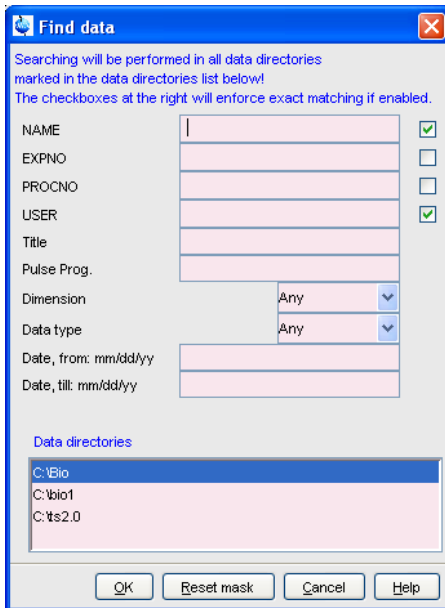 Find data
Searching will be performed in all data directories
marked in the data directories list below!
The checkboxes at the right will enforce exact matching if enabled.
NAME
EXPNO
PROCNO
USER
Title
Pulse Prog.
Dimension Any
Data type Any
Date, from: mm/dd/yy
Date, till: mm/dd/yy
Data directories
C:\Bio
C:\bio1
C:\ts2.0
OK Reset mask Cancel Help